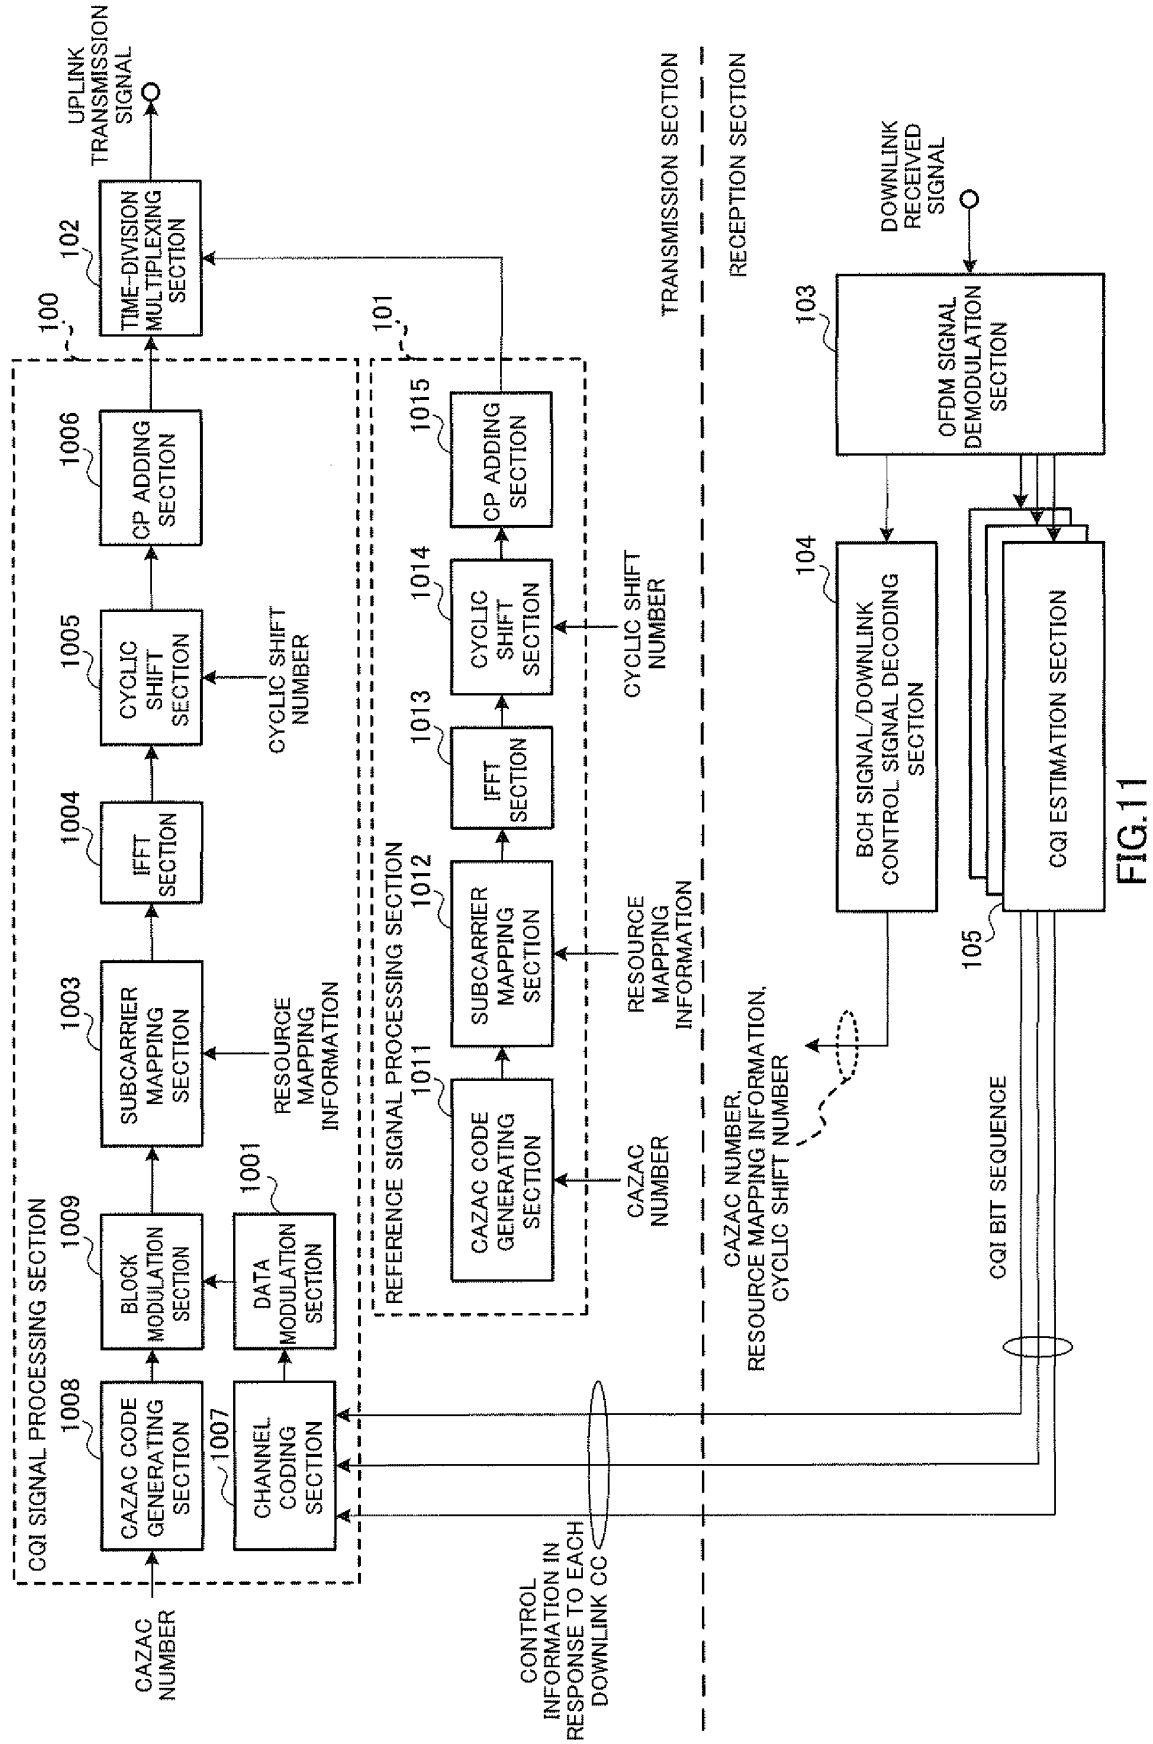 CQI SIGNAL PROCESSING SECTION
100
CAZAC
NUMBER
1008
CAZAC CODE
GENERATING
SECTION
1009
BLOCK
MODULATION
SECTION
1003
SUBCARRIER
MAPPING
SECTION
1004
IFFT
SECTION
1005
CYCLIC
SHIFT
SECTION
1006
CP ADDING
SECTION
102
TIME-DIVISION
MULTIPLEXING
SECTION
UPLINK
TRANSMISSION
SIGNAL
1007
CHANNEL
CODING
SECTION
1001
DATA
MODULATION
SECTION
RESOURCE
MAPPING
INFORMATION
CYCLIC SHIFT
NUMBER
REFERENCE SIGNAL PROCESSING SECTION
101
1011
CAZAC CODE
GENERATING
SECTION
1012
SUBCARRIER
MAPPING
SECTION
1013
IFFT
SECTION
1014
CYCLIC
SHIFT
SECTION
1015
CP ADDING
SECTION
CAZAC
NUMBER
RESOURCE
MAPPING
INFORMATION
CYCLIC SHIFT
NUMBER
CONTROL
INFORMATION IN
RESPONSE TO EACH
DOWNLINK CC
TRANSMISSION SECTION
RECEPTION SECTION
CAZAC NUMBER,
RESOURCE MAPPING INFORMATION,
CYCLIC SHIFT NUMBER
104
BCH SIGNAL/DOWNLINK
CONTROL SIGNAL DECODING
SECTION
103
OFDM SIGNAL
DEMODULATION
SECTION
DOWNLINK
RECEIVED
SIGNAL
CQI BIT SEQUENCE
105
CQI ESTIMATION SECTION
FIG.11